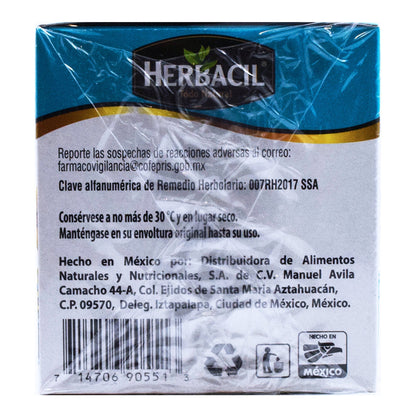 HERBACIL
Todo Natural
Reporte las sospechas de reacciones adversas al correo:
farmacovigilancia@cofepris.gob.mx
Clave alfanumérica de Remedio Herbolario: 007RH2017 SSA
Consérvese a no más de 30 °C y en lugar seco.
Manténgase en su envoltura original hasta su uso.
Hecho en México por: Distribuidora de Alimentos
Naturales y Nutricionales, S.A. de C.V. Manuel Avila
Camacho 44-A, Col. Ejidos de Santa María Aztahuacán,
C.P. 09570, Deleg. Iztapalapa, Ciudad de México, México.
HECHO EN
MÉXICO
7 14706 90551 3